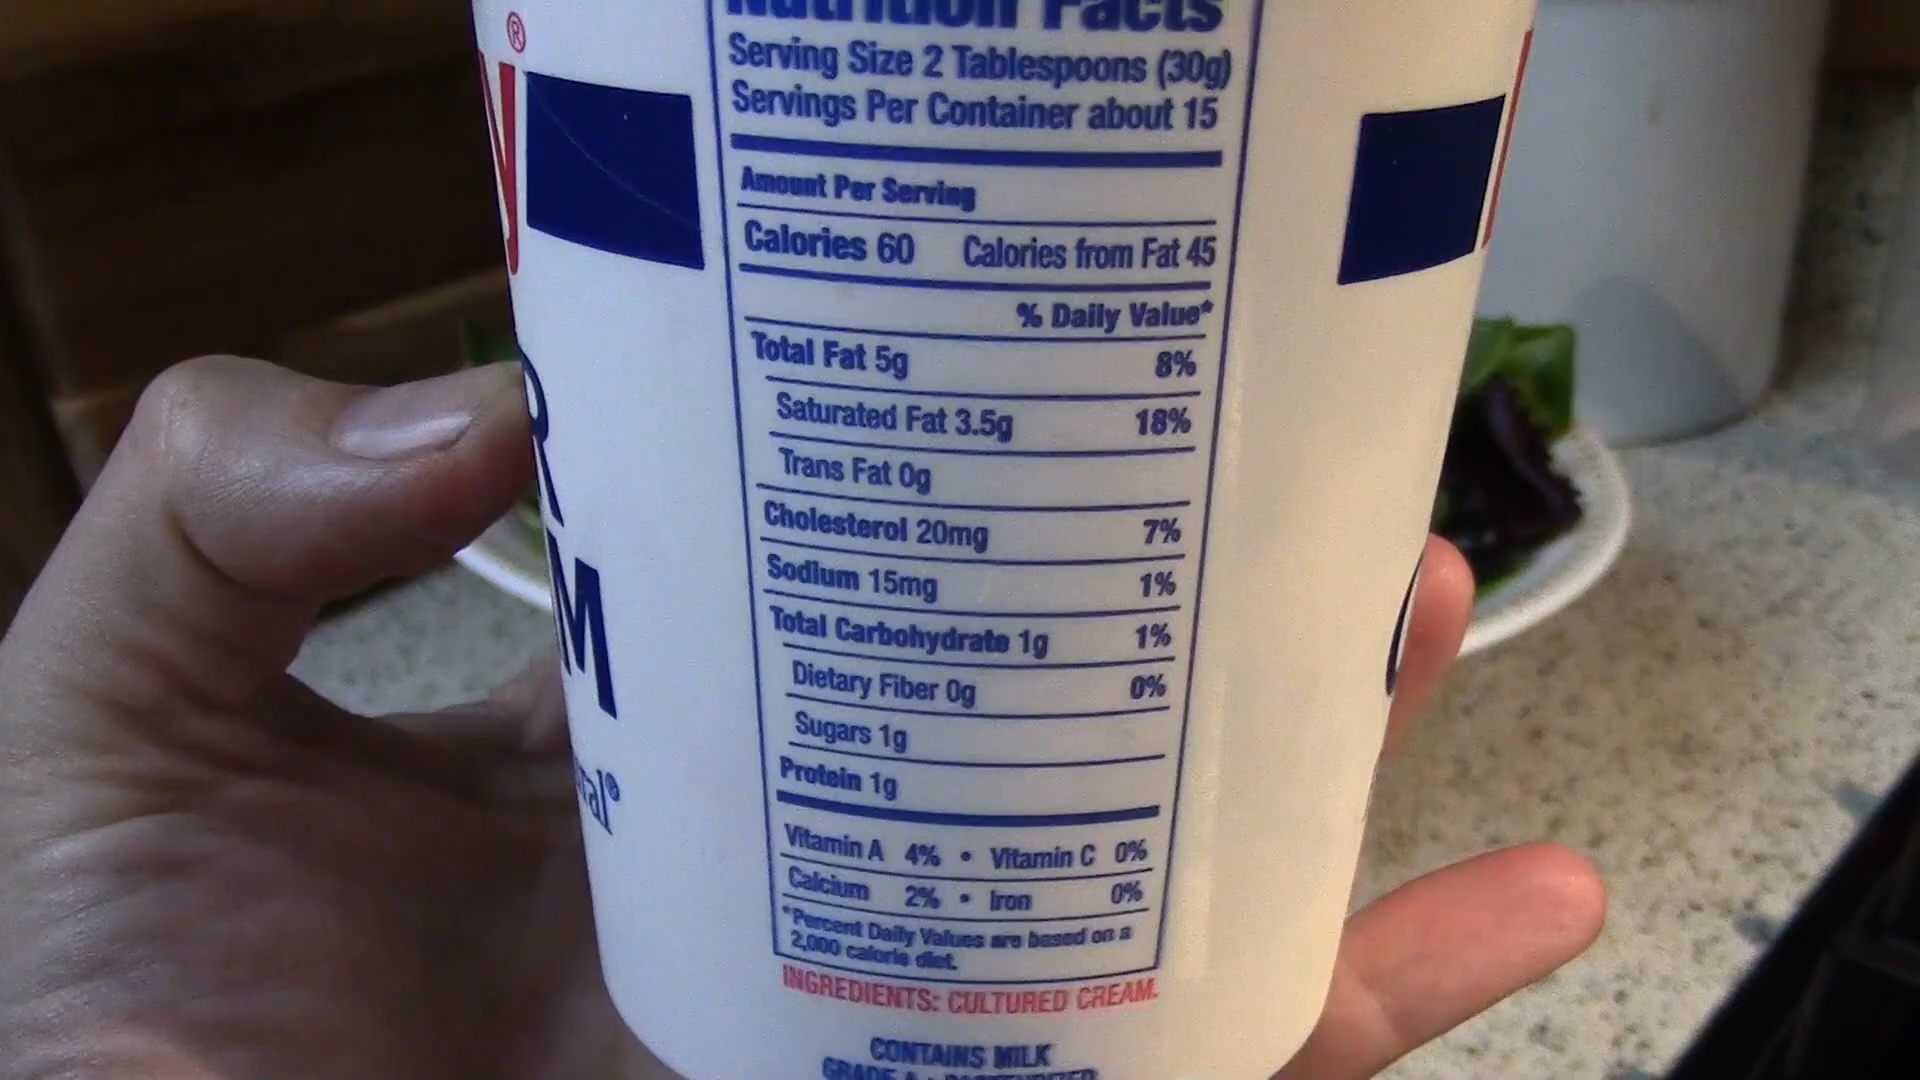 Nutrition Facts
Serving Size 2 Tablespoons (30g)
Servings Per Container about 15
Amount Per Serving
Calories 60 Calories from Fat 45
% Daily Value*
Total Fat 5g 8%
Saturated Fat 3.5g 18%
Trans Fat 0g
Cholesterol 20mg 7%
Sodium 15mg 1%
Total Carbohydrate 1g 1%
Dietary Fiber 0g 0%
Sugars 1g
Protein 1g
Vitamin A 4% • Vitamin C 0%
Calcium 2% • Iron 0%
*Percent Daily Values are based on a
2,000 calorie diet.
INGREDIENTS: CULTURED CREAM.
CONTAINS MILK
GRADE A •
y®
R
M
ral®